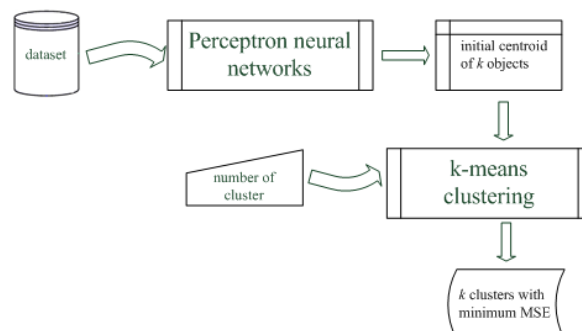 dataset
Perceptron neural
networks
initial centroid
of k objects
number of
cluster
k-means
clustering
k clusters with
minimum MSE